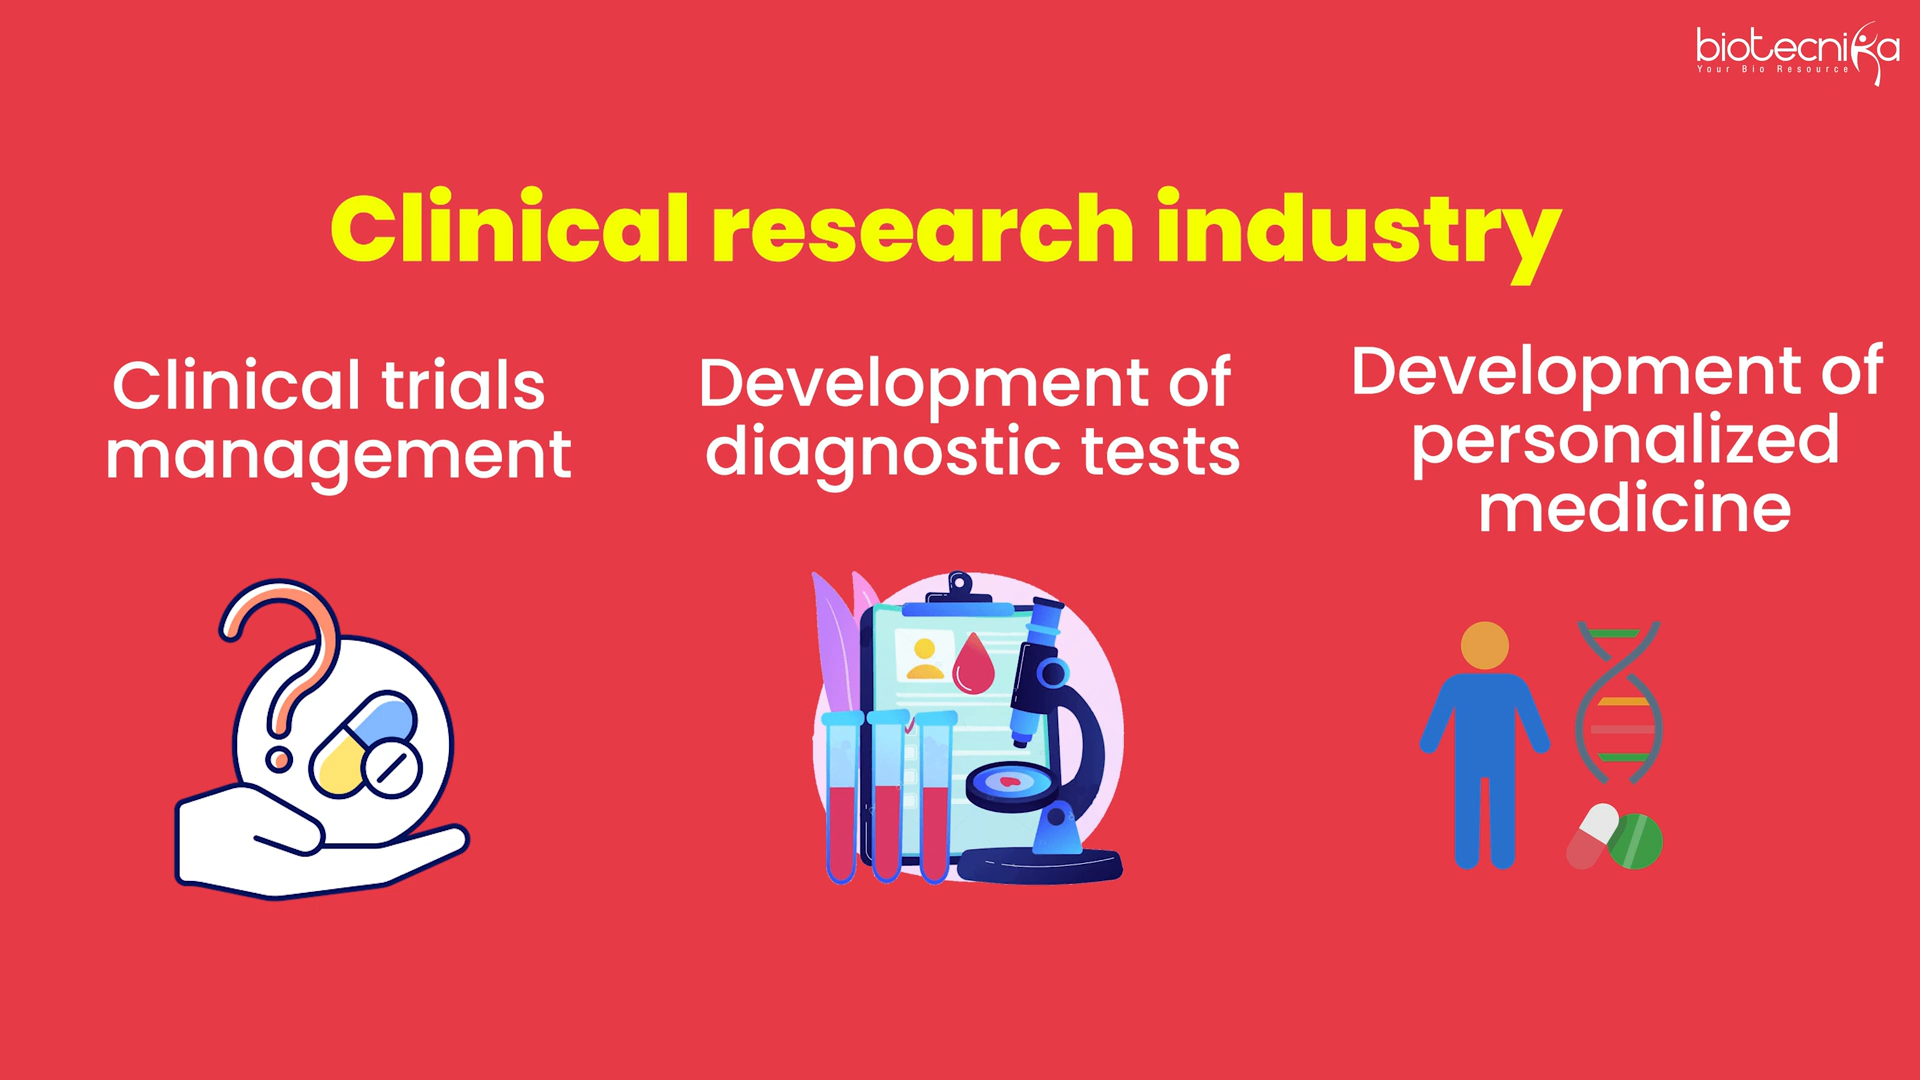 biotecnika
Your Bio Resource
Clinical research industry
Clinical trials
management
Development of
diagnostic tests
Development of
personalized
medicine